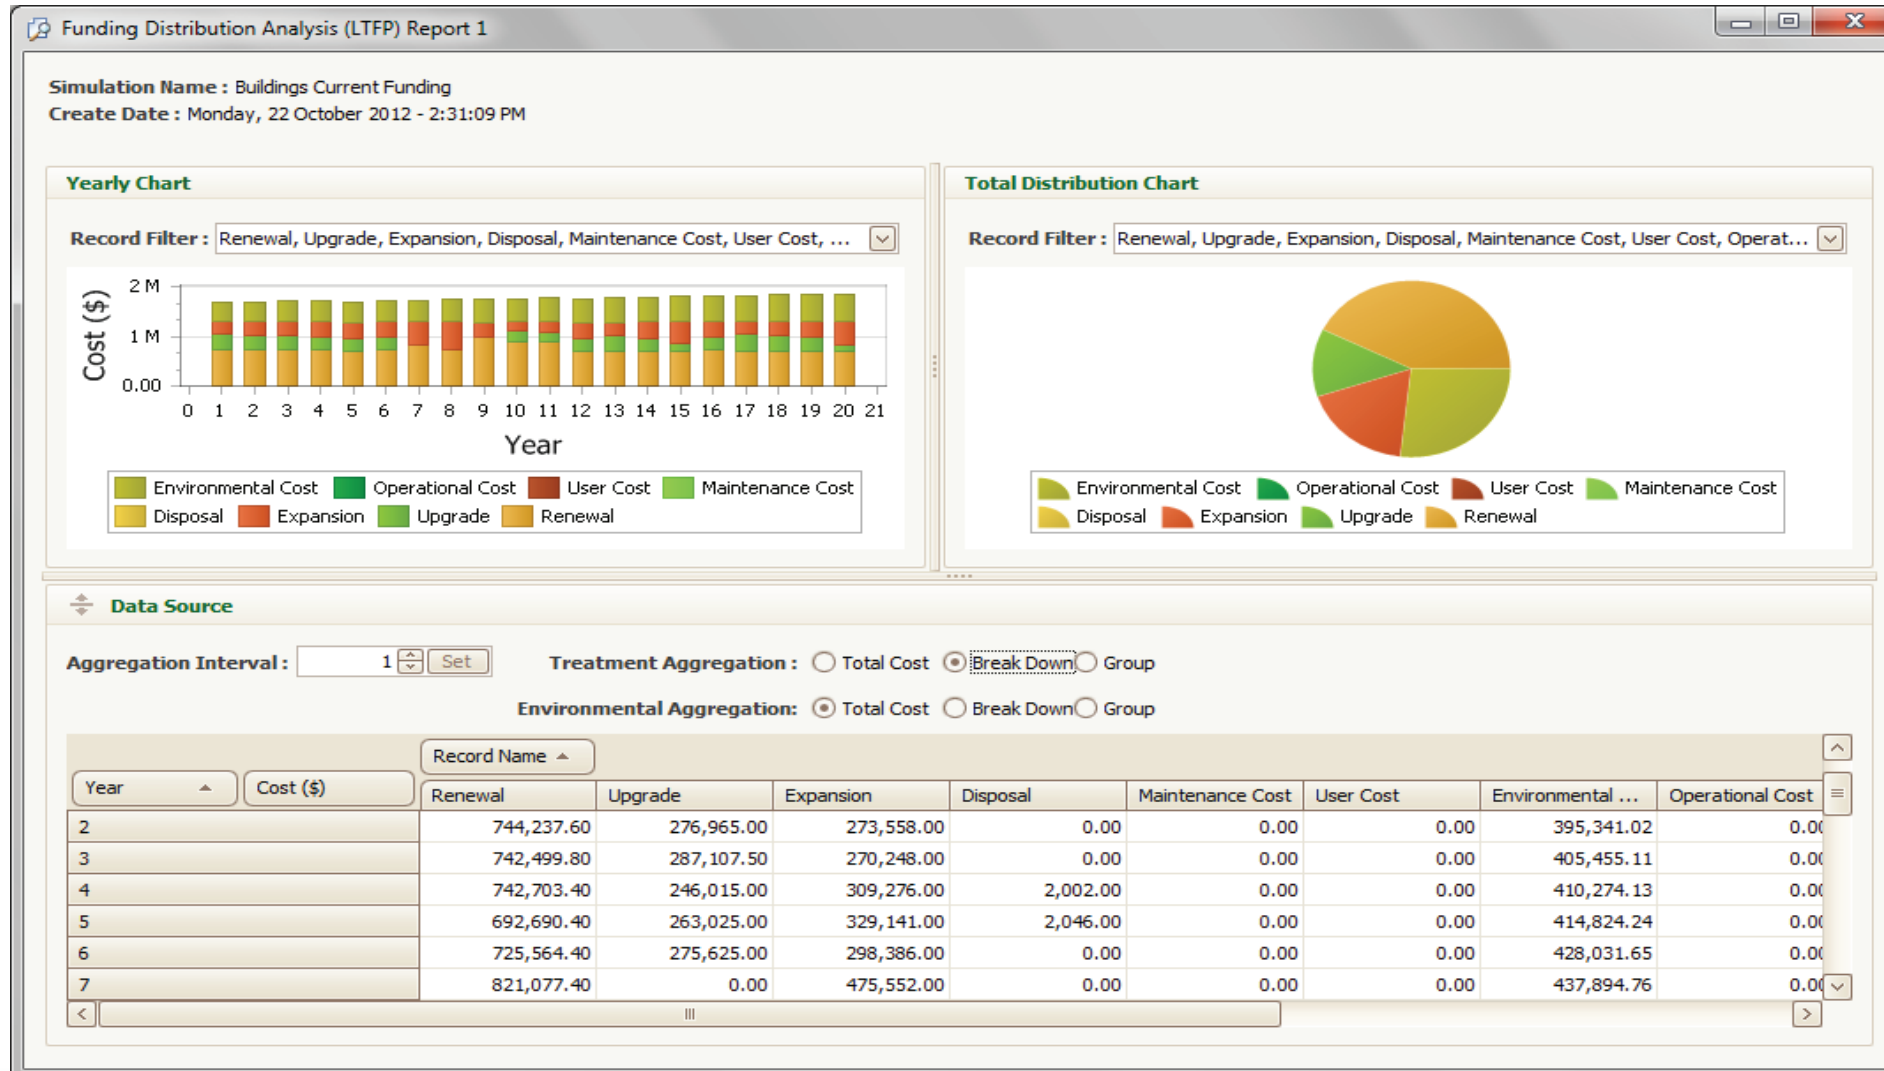 Funding Distribution Analysis (LTFP) Report 1
Simulation Name : Buildings Current Funding
Create Date : Monday, 22 October 2012 - 2:31:09 PM
Yearly Chart
Record Filter : Renewal, Upgrade, Expansion, Disposal, Maintenance Cost, User Cost, ...
Cost ($)
2 M
1 M
0.00
0 1 2 3 4 5 6 7 8 9 10 11 12 13 14 15 16 17 18 19 20 21
Year
Environmental Cost Operational Cost User Cost Maintenance Cost
Disposal Expansion Upgrade Renewal
Total Distribution Chart
Record Filter : Renewal, Upgrade, Expansion, Disposal, Maintenance Cost, User Cost, Operat...
Environmental Cost Operational Cost User Cost Maintenance Cost
Disposal Expansion Upgrade Renewal
Data Source
Aggregation Interval : 1 Set Treatment Aggregation : Total Cost Break Down Group
Environmental Aggregation: Total Cost Break Down Group
Record Name
Year Cost ($)
Renewal Upgrade Expansion Disposal Maintenance Cost User Cost Environmental ... Operational Cost
2 744,237.60 276,965.00 273,558.00 0.00 0.00 0.00 395,341.02 0.00
3 742,499.80 287,107.50 270,248.00 0.00 0.00 0.00 405,455.11 0.00
4 742,703.40 246,015.00 309,276.00 2,002.00 0.00 0.00 410,274.13 0.00
5 692,690.40 263,025.00 329,141.00 2,046.00 0.00 0.00 414,824.24 0.00
6 725,564.40 275,625.00 298,386.00 0.00 0.00 0.00 428,031.65 0.00
7 821,077.40 0.00 475,552.00 0.00 0.00 0.00 437,894.76 0.00